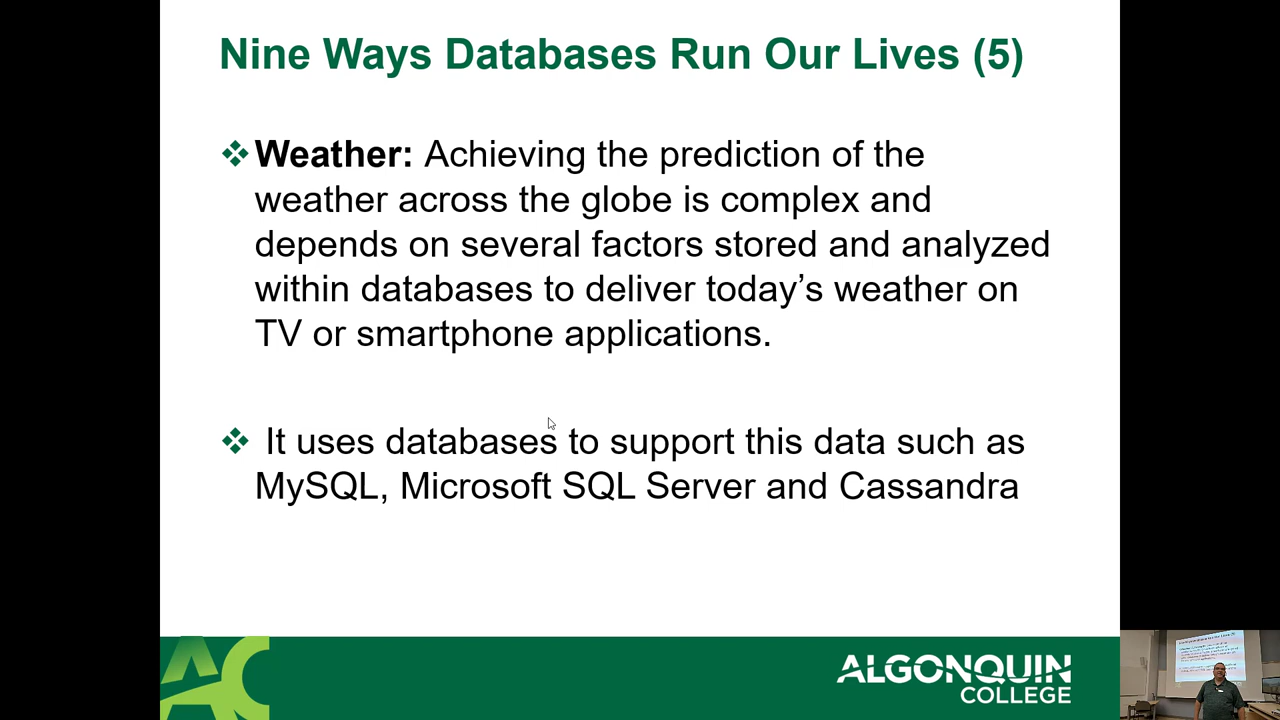 Nine Ways Databases Run Our Lives (5)
Weather: Achieving the prediction of the
weather across the globe is complex and
depends on several factors stored and analyzed
within databases to deliver today’s weather on
TV or smartphone applications.
It uses databases to support this data such as
MySQL, Microsoft SQL Server and Cassandra
AC
ALGONQUIN
COLLEGE